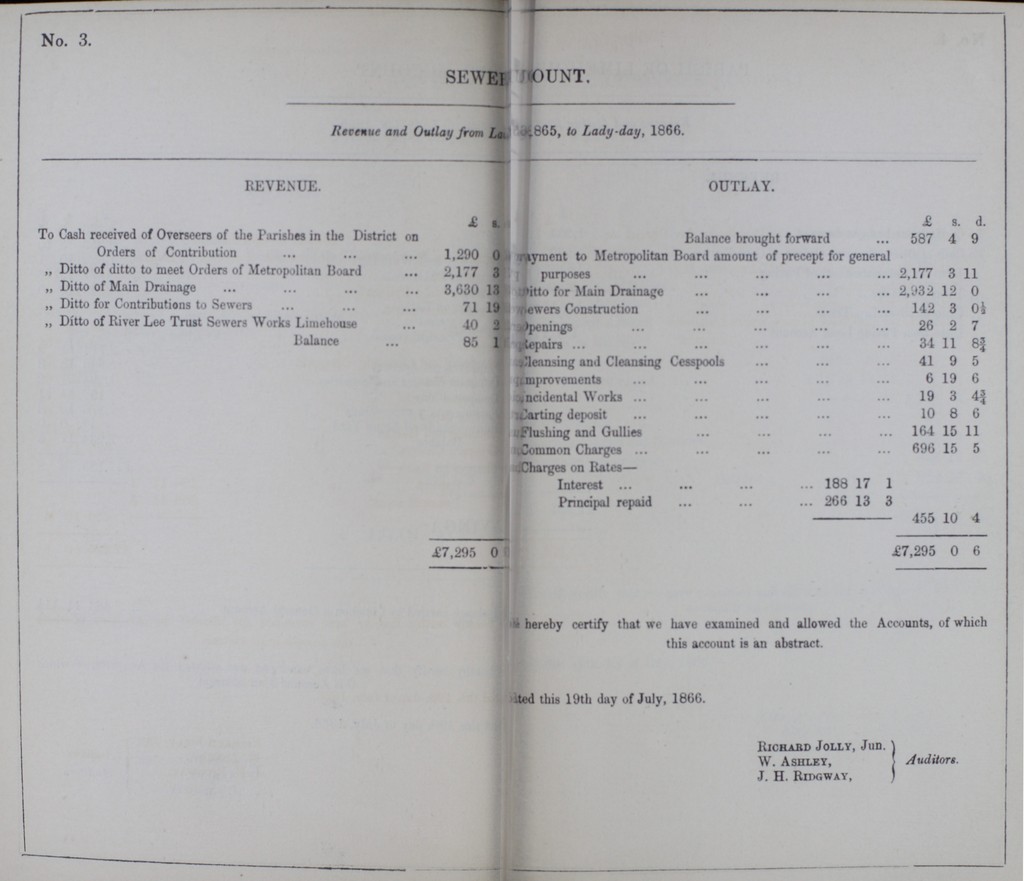 No. 3.
SEWE OUNT.
Revenue and Outlay from 865, to Lady-day, 1866.
REVENUE.
£ s.
To Cash received of Overseers of the Parishes in the District on
Orders of Contribution ... ... ... 1,290 0
„ Ditto of ditto to meet Orders of Metropolitan Board ... 2,177 3
„ Ditto of Main Drainage ... ... ... ... 3,630 13
„ Ditto for Contributions to Sewers ... ... ... 71 19
„ Ditto of River Lee Trust Sewers Works Limehouse ... 40 2
Balance ... 85 1
£7,295 0
OUTLAY.
£ s. d.
Balance brought forward ... 587 4 9
ayment to Metropolitan Board amount of precept for general
purposes ... ... ... ... ... 2,177 3 11
itto for Main Drainage ... ... ... ... 2,932 12 0
ewers Construction ... ... ... ... 142 3 0½
penings ... ... ... ... ... 26 2 7
epairs ... ... ... ... ... 34 11 8¾
leansing and Cleansing Cesspools ... ... ... 41 9 5
mprovements ... ... ... ... ... 6 19 6
ncidental Works ... ... ... ... ... 19 3 4¾
arting deposit ... ... ... ... ... 10 8 6
Flushing and Gullies ... ... ... ... 164 15 11
Common Charges ... ... ... ... ... 696 15 5
Charges on Rates—
Interest ... ... ... ... 188 17 1
Principal repaid ... ... ... 266 13 3
455 10 4
£7,295 0 6
hereby certify that we have examined and allowed the Accounts, of which
this account is an abstract.
ted this 19th day of July, 1866.
RICHARD JOLLY, JUN.
W. ASHLEY,
J. H. RIDGWAY,
} Auditors.